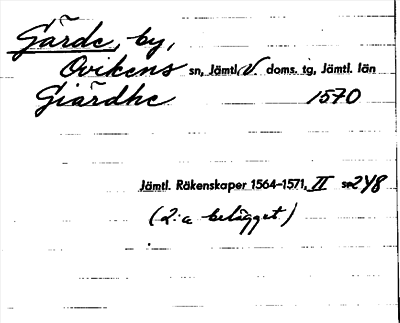 Gärde, by,
Ovikens sn, Jämtl. V. doms. tg, Jämtl. län
Giärdhe 1570
Jämtl. Räkenskaper 1564-1571, II s. 248
(2:a belägget)